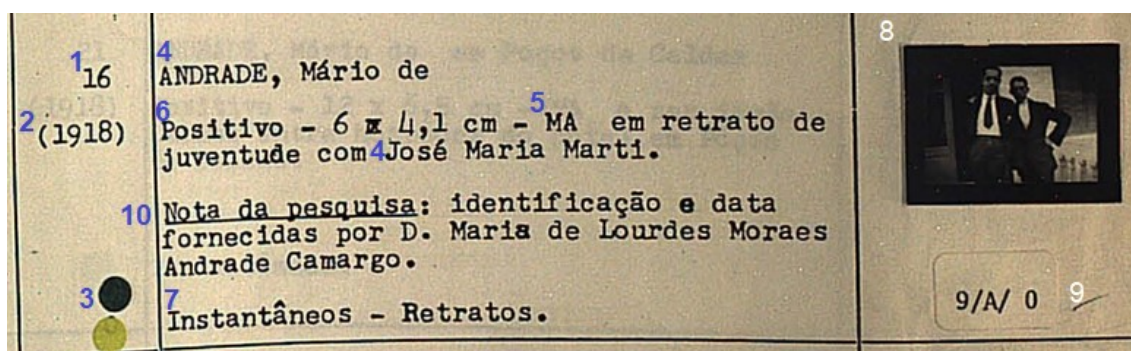 1 16
4 ANDRADE, Mário de
8
2 (1918)
6 Positivo - 6 x 4,1 cm - 5 MA em retrato de
juventude com 4 José Maria Marti.
10 Nota da pesquisa: identificação e data
fornecidas por D. Maria de Lourdes Moraes
Andrade Camargo.
3
7 Instantâneos - Retratos.
9/A/ 0 9